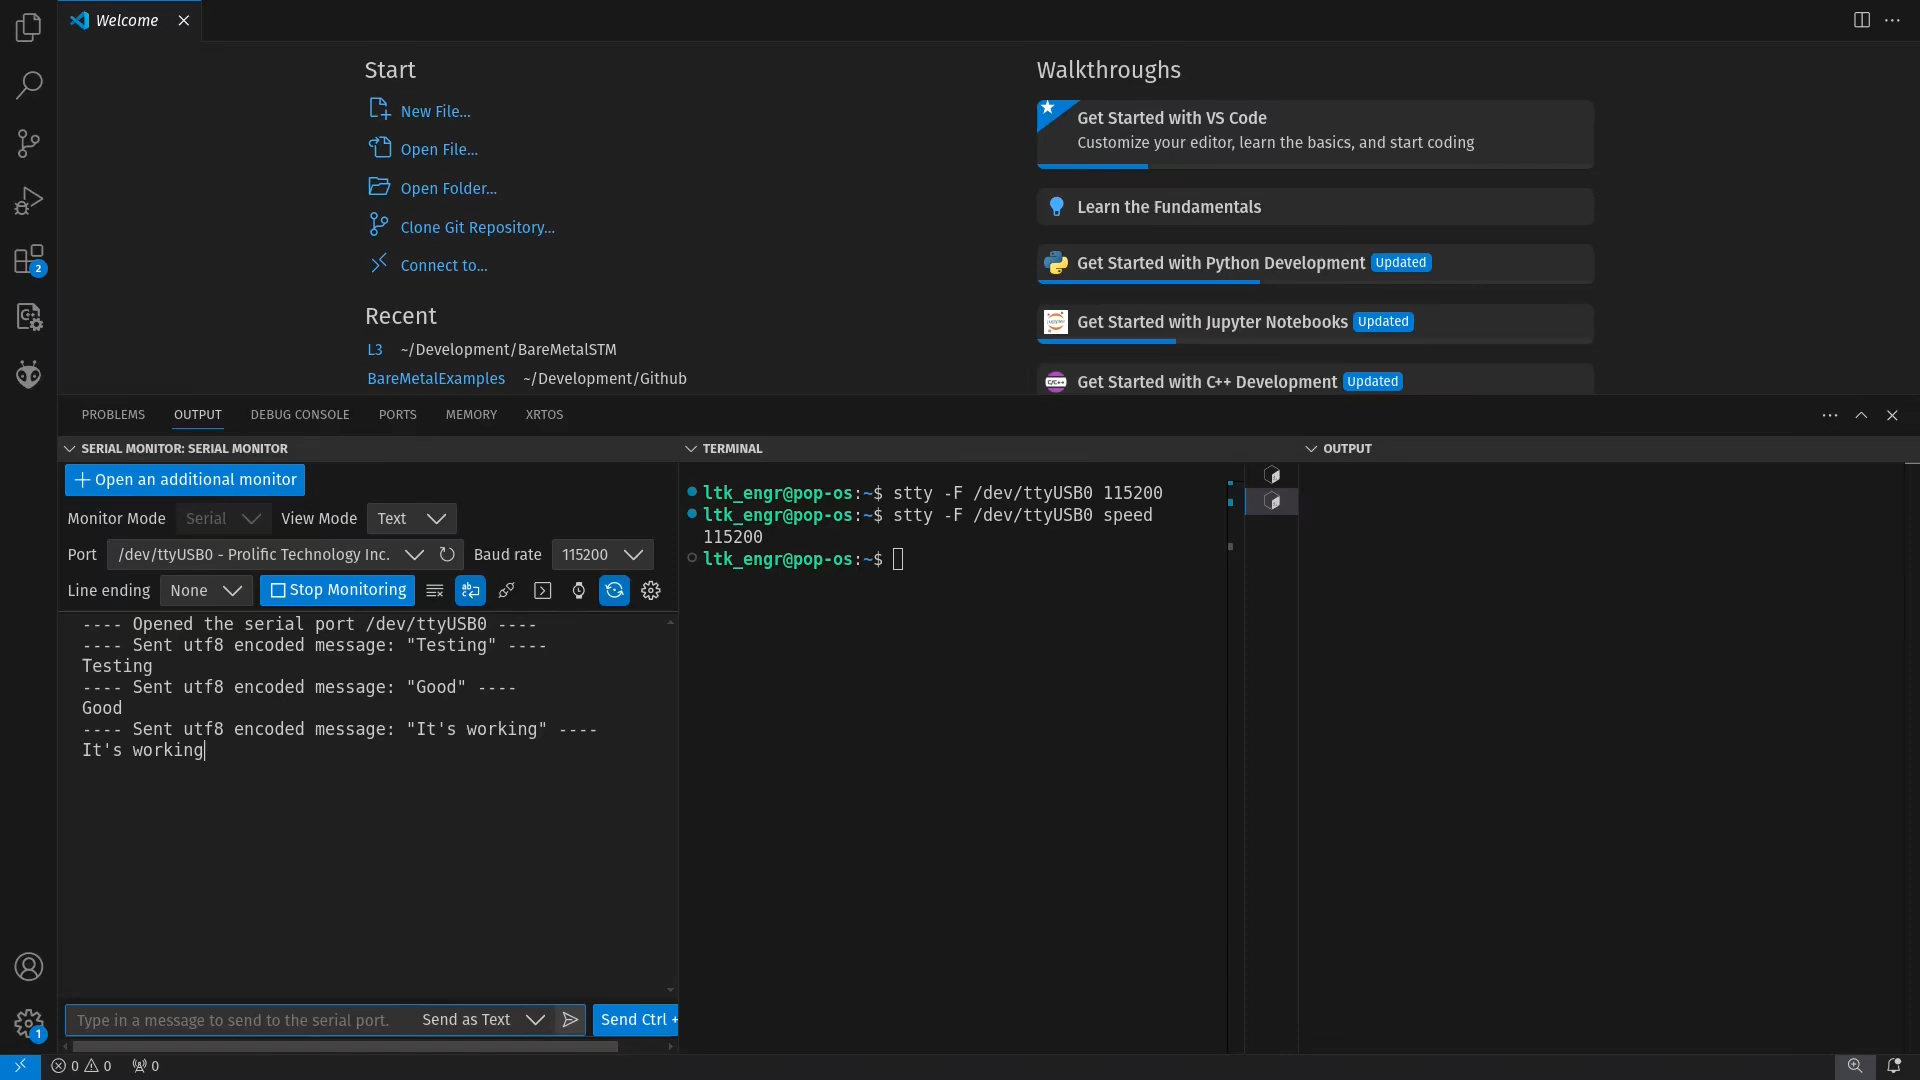 Welcome
Start
New File...
Open File...
Open Folder...
Clone Git Repository...
Connect to...
Recent
L3 ~/Development/BareMetalSTM
BareMetalExamples ~/Development/Github
Walkthroughs
Get Started with VS Code
Customize your editor, learn the basics, and start coding
Learn the Fundamentals
Get Started with Python Development Updated
Get Started with Jupyter Notebooks Updated
Get Started with C++ Development Updated
2
PROBLEMS OUTPUT DEBUG CONSOLE PORTS MEMORY XRTOS
SERIAL MONITOR: SERIAL MONITOR
Open an additional monitor
Monitor Mode Serial View Mode Text
Port /dev/ttyUSB0 - Prolific Technology Inc. Baud rate 115200
Line ending None Stop Monitoring
---- Opened the serial port /dev/ttyUSB0 ----
---- Sent utf8 encoded message: "Testing" ----
Testing
---- Sent utf8 encoded message: "Good" ----
Good
---- Sent utf8 encoded message: "It's working" ----
It's working
Type in a message to send to the serial port. Send as Text Send Ctrl +
TERMINAL
ltk_engr@pop-os:~$ stty -F /dev/ttyUSB0 115200
ltk_engr@pop-os:~$ stty -F /dev/ttyUSB0 speed
115200
ltk_engr@pop-os:~$
OUTPUT
1
0 0 0